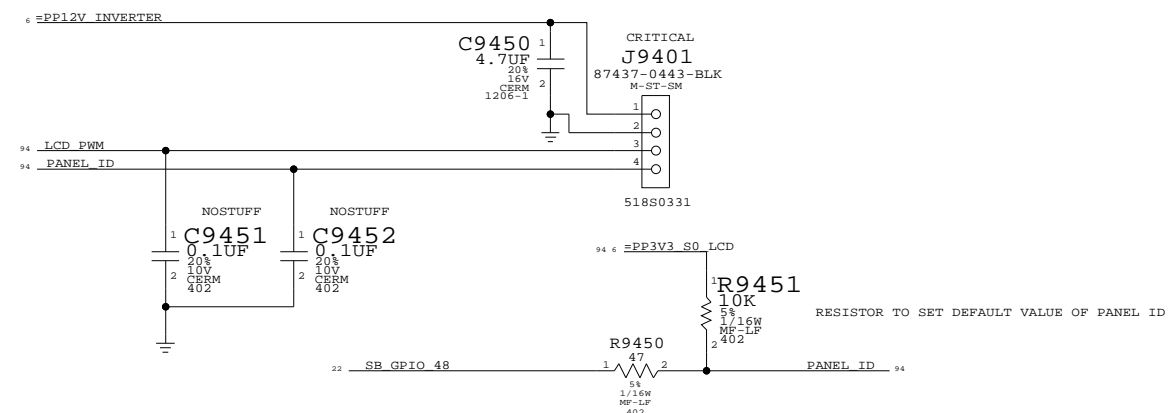 6 =PP12V_INVERTER
C9450
1
4.7UF
20%
16V
CERM
1206-1
2
CRITICAL
J9401
87437-0443-BLK
M-ST-SM
1
2
3
4
518S0331
94 LCD_PWM
94 PANEL_ID
NOSTUFF
1
C9451
0.1UF
20%
10V
CERM
402
2
NOSTUFF
1
C9452
0.1UF
20%
10V
CERM
402
2
94 6 =PP3V3_S0_LCD
1
R9451
10K
5%
1/16W
MF-LF
402
2
RESISTOR TO SET DEFAULT VALUE OF PANEL ID
R9450
47
1
2
5%
1/16W
MF-LF
402
22 SB_GPIO_48
PANEL_ID 94